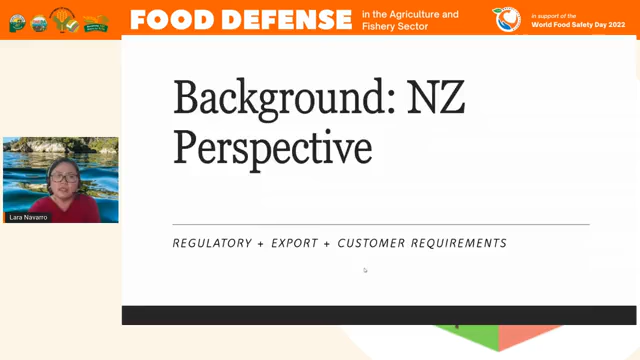 FOOD DEFENSE
in the Agriculture and
Fishery Sector
in support of the
World Food Safety Day 2022
Background: NZ
Perspective
REGULATORY + EXPORT + CUSTOMER REQUIREMENTS
Lara Navarro